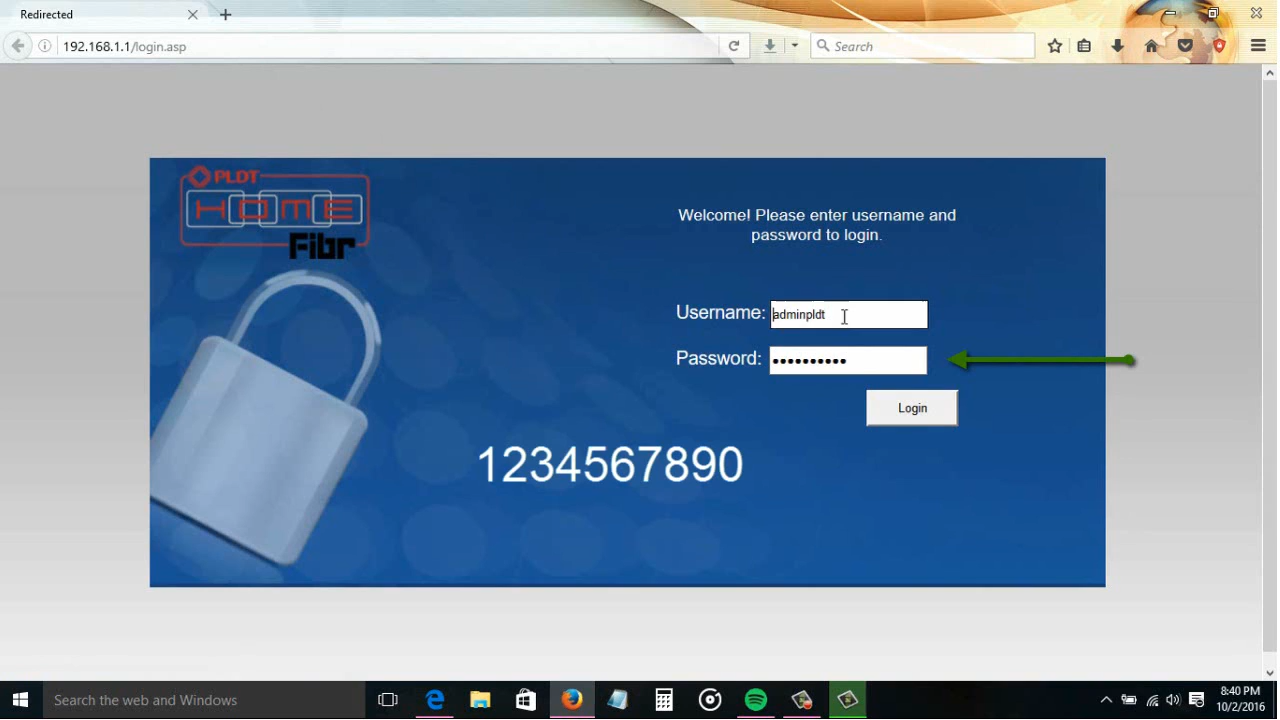 Redirected
192.168.1.1/login.asp
Search
PLDT
HOME
Fibr
Welcome! Please enter username and
password to login.
Username: adminpldt
Password: ••••••••••
Login
1234567890
Search the web and Windows
8:40 PM
10/2/2016